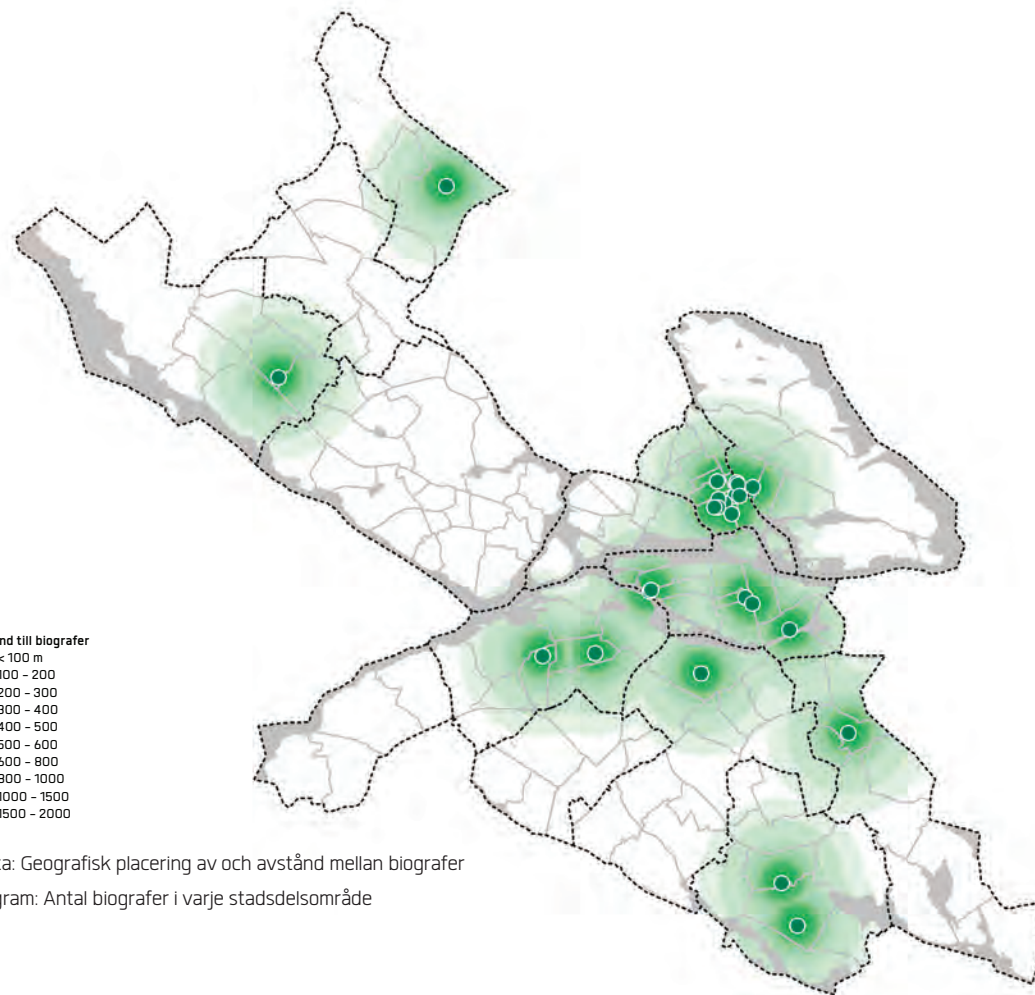 nd till biografer
< 100 m
100 - 200
200 - 300
300 - 400
400 - 500
500 - 600
600 - 800
800 - 1000
1000 - 1500
1500 - 2000
ta: Geografisk placering av och avstånd mellan biografer
gram: Antal biografer i varje stadsdelsområde